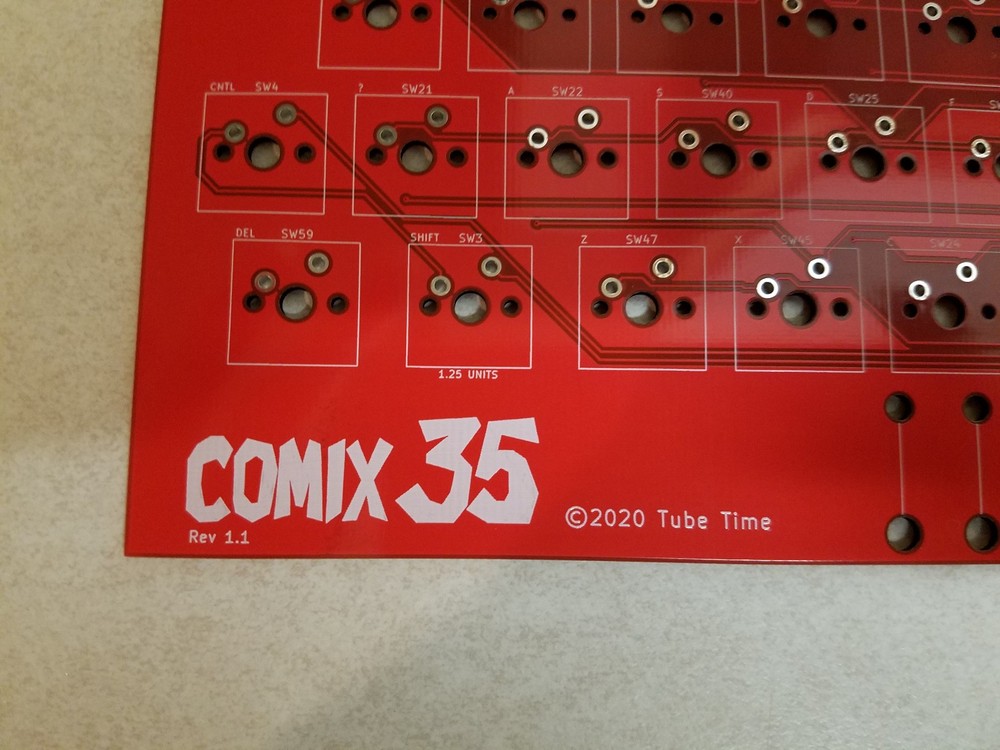 CNTL SW4 ? SW21 A SW22 S SW40 D SW25 F
DEL SW59 SHIFT SW3 Z SW47 X SW45 SW24
1.25 UNITS
COMIX 35
©2020 Tube Time
Rev 1.1